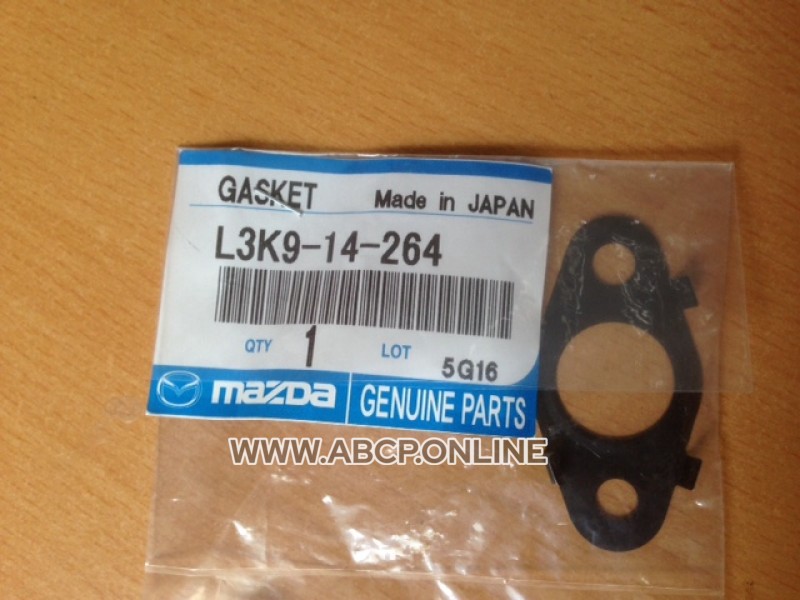 GASKET Made in JAPAN
L3K9-14-264
QTY 1 LOT 5G16
mazda GENUINE PARTS
WWW.ABCP.ONLINE